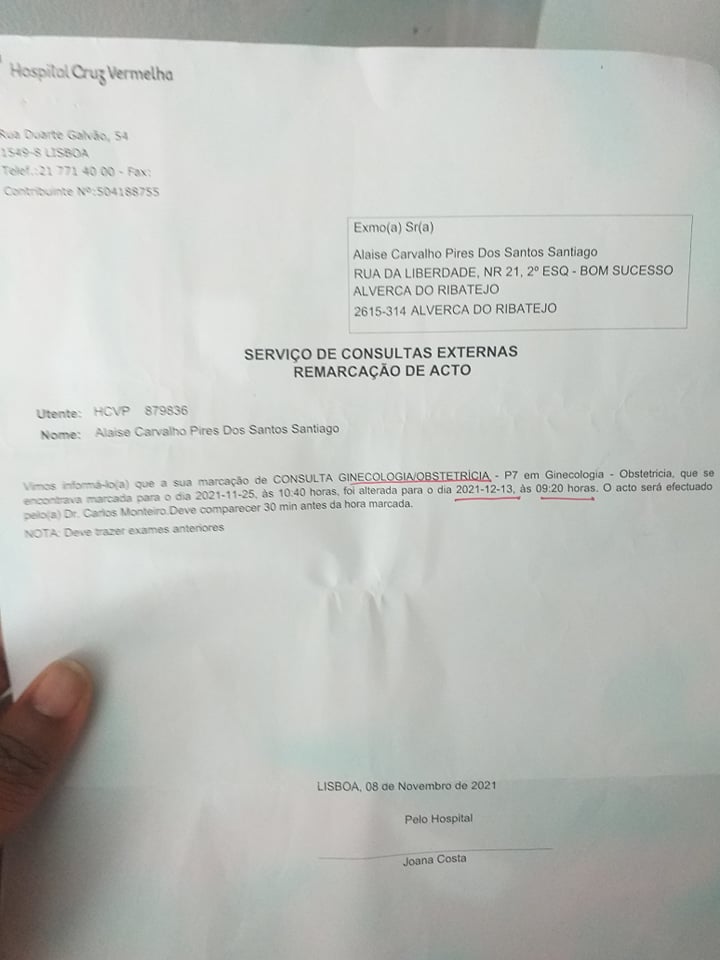 Hospital Cruz Vermelha
Rua Duarte Galvão, 54
1549-8 LISBOA
Telef.:21 771 40 00 - Fax:
Contribuinte Nº:504188755
Exmo(a) Sr(a)
Alaise Carvalho Pires Dos Santos Santiago
RUA DA LIBERDADE, NR 21, 2º ESQ - BOM SUCESSO
ALVERCA DO RIBATEJO
2615-314 ALVERCA DO RIBATEJO
SERVIÇO DE CONSULTAS EXTERNAS
REMARCAÇÃO DE ACTO
Utente: HCVP 879836
Nome: Alaise Carvalho Pires Dos Santos Santiago
Vimos informá-lo(a) que a sua marcação de CONSULTA GINECOLOGIA/OBSTETRÍCIA - P7 em Ginecologia - Obstetricia, que se
encontrava marcada para o dia 2021-11-25, às 10:40 horas, foi alterada para o dia 2021-12-13, às 09:20 horas. O acto será efectuado
pelo(a) Dr. Carlos Monteiro.Deve comparecer 30 min antes da hora marcada.
NOTA: Deve trazer exames anteriores
LISBOA, 08 de Novembro de 2021
Pelo Hospital
Joana Costa